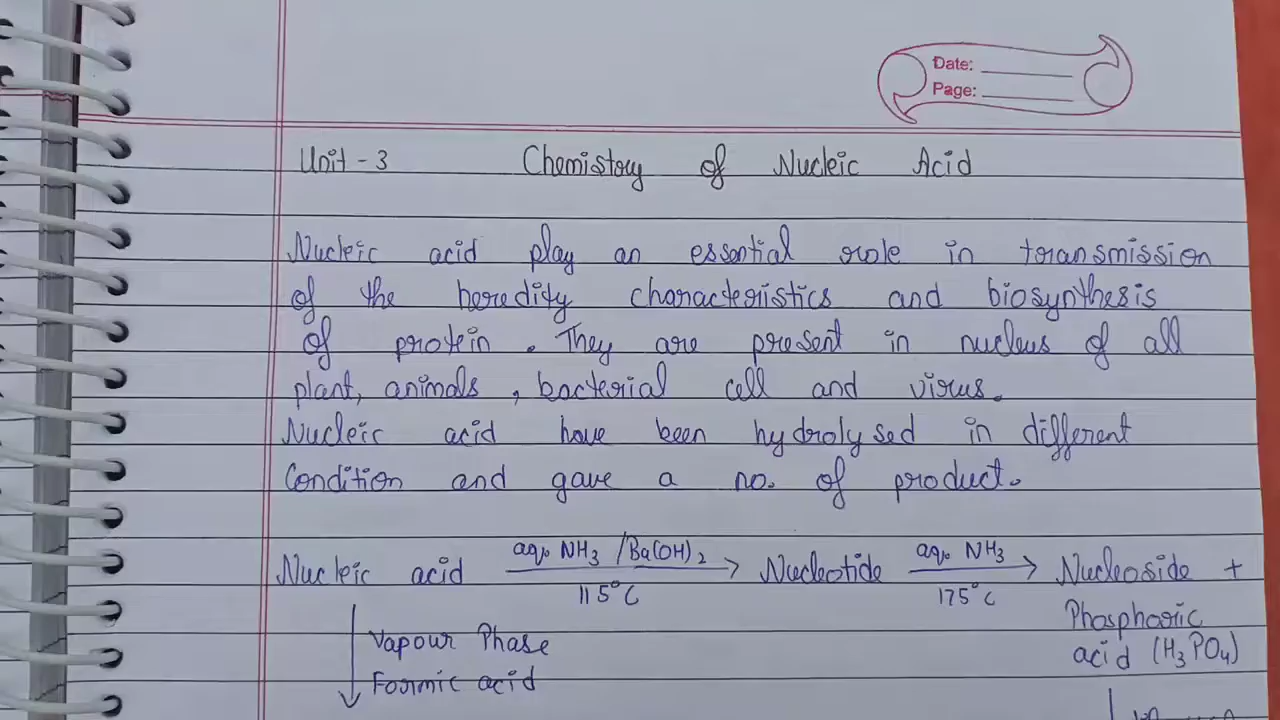 Date:
Page:
Unit - 3 Chemistory of Nucleic Acid
Nucleic acid play an essential role in transmission
of the heredity characteristics and biosynthesis
of protein. They are present in nucleus of all
plant, animals, bacterial cell and virus.
Nucleic acid have been hydrolysed in different
Condition and gave a no. of product.
Nucleic acid aq. NH3 /Ba(OH)2 115°C → Nucleotide aq. NH3 175°C → Nucleoside +
Phosphoric
acid (H3PO4)
↓ Vapour Phase
Formic acid